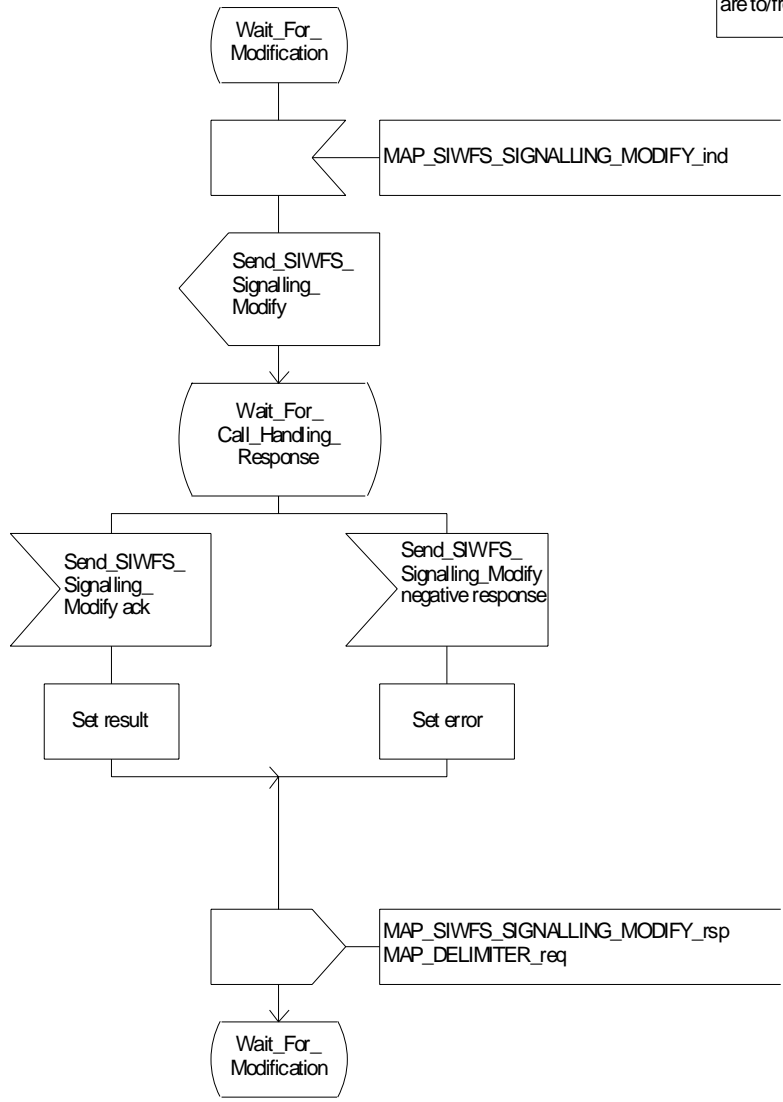 are to/fr
Wait_For_
Modification
MAP_SIWFS_SIGNALLING_MODIFY_ind
Send_SIWFS_
Signalling_
Modify
Wait_For_
Call_Handling_
Response
Send_SIWFS_
Signalling_
Modify ack
Send_SIWFS_
Signalling_Modify
negative response
Set result
Set error
MAP_SIWFS_SIGNALLING_MODIFY_rsp
MAP_DELIMITER_req
Wait_For_
Modification